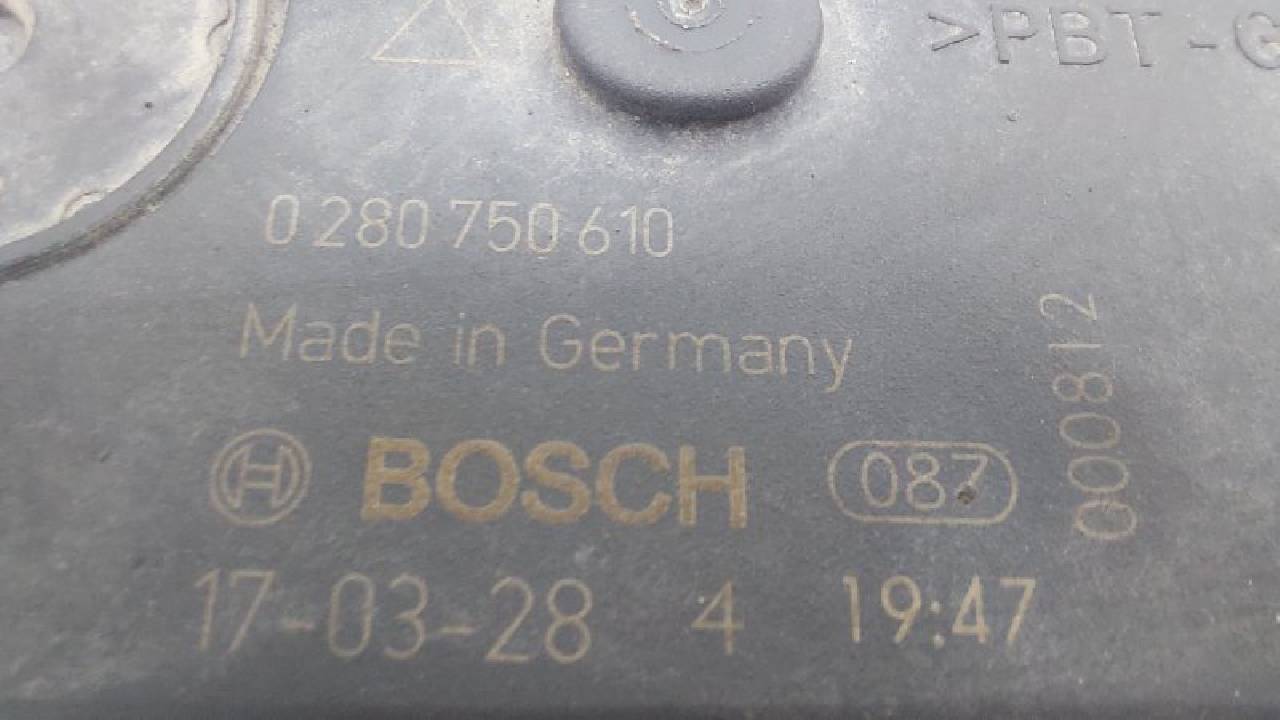 >PBT-G
0 280 750 610
Made in Germany
BOSCH 087
17-03-28 4 19:47
000812